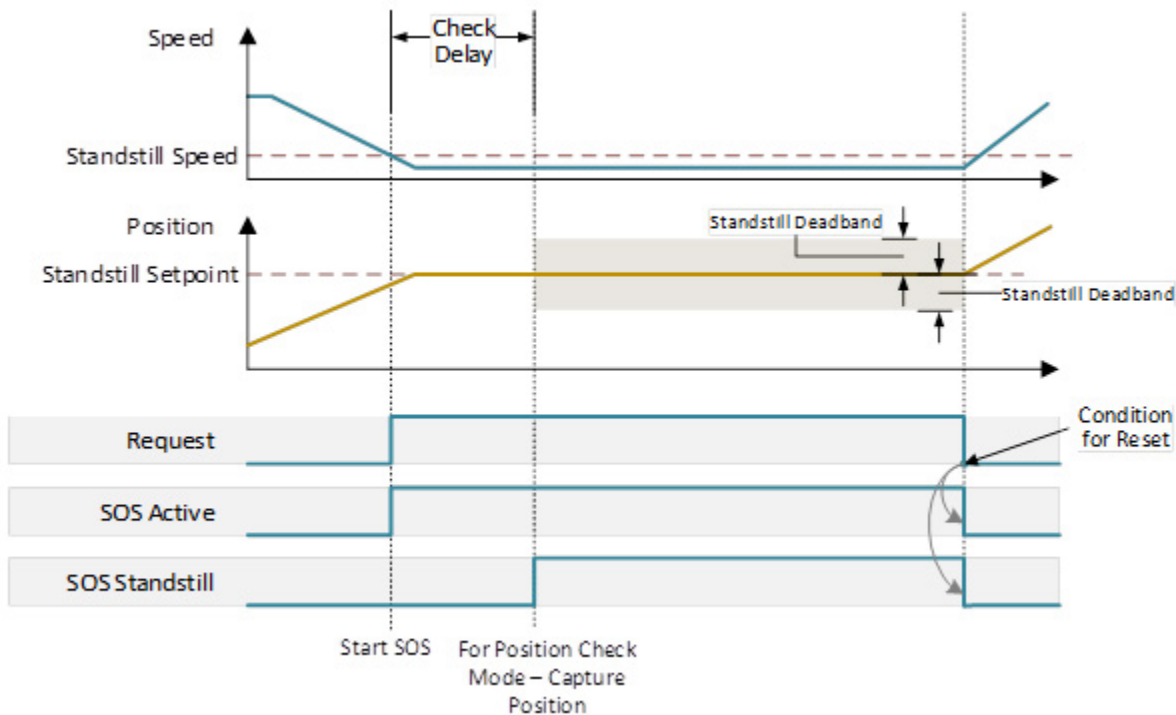 Speed
Check
Delay
Standstill Speed
Position
Standstill Deadband
Standstill Setpoint
Standstill Deadband
Request
Condition
for Reset
SOS Active
SOS Standstill
Start SOS
For Position Check
Mode – Capture
Position